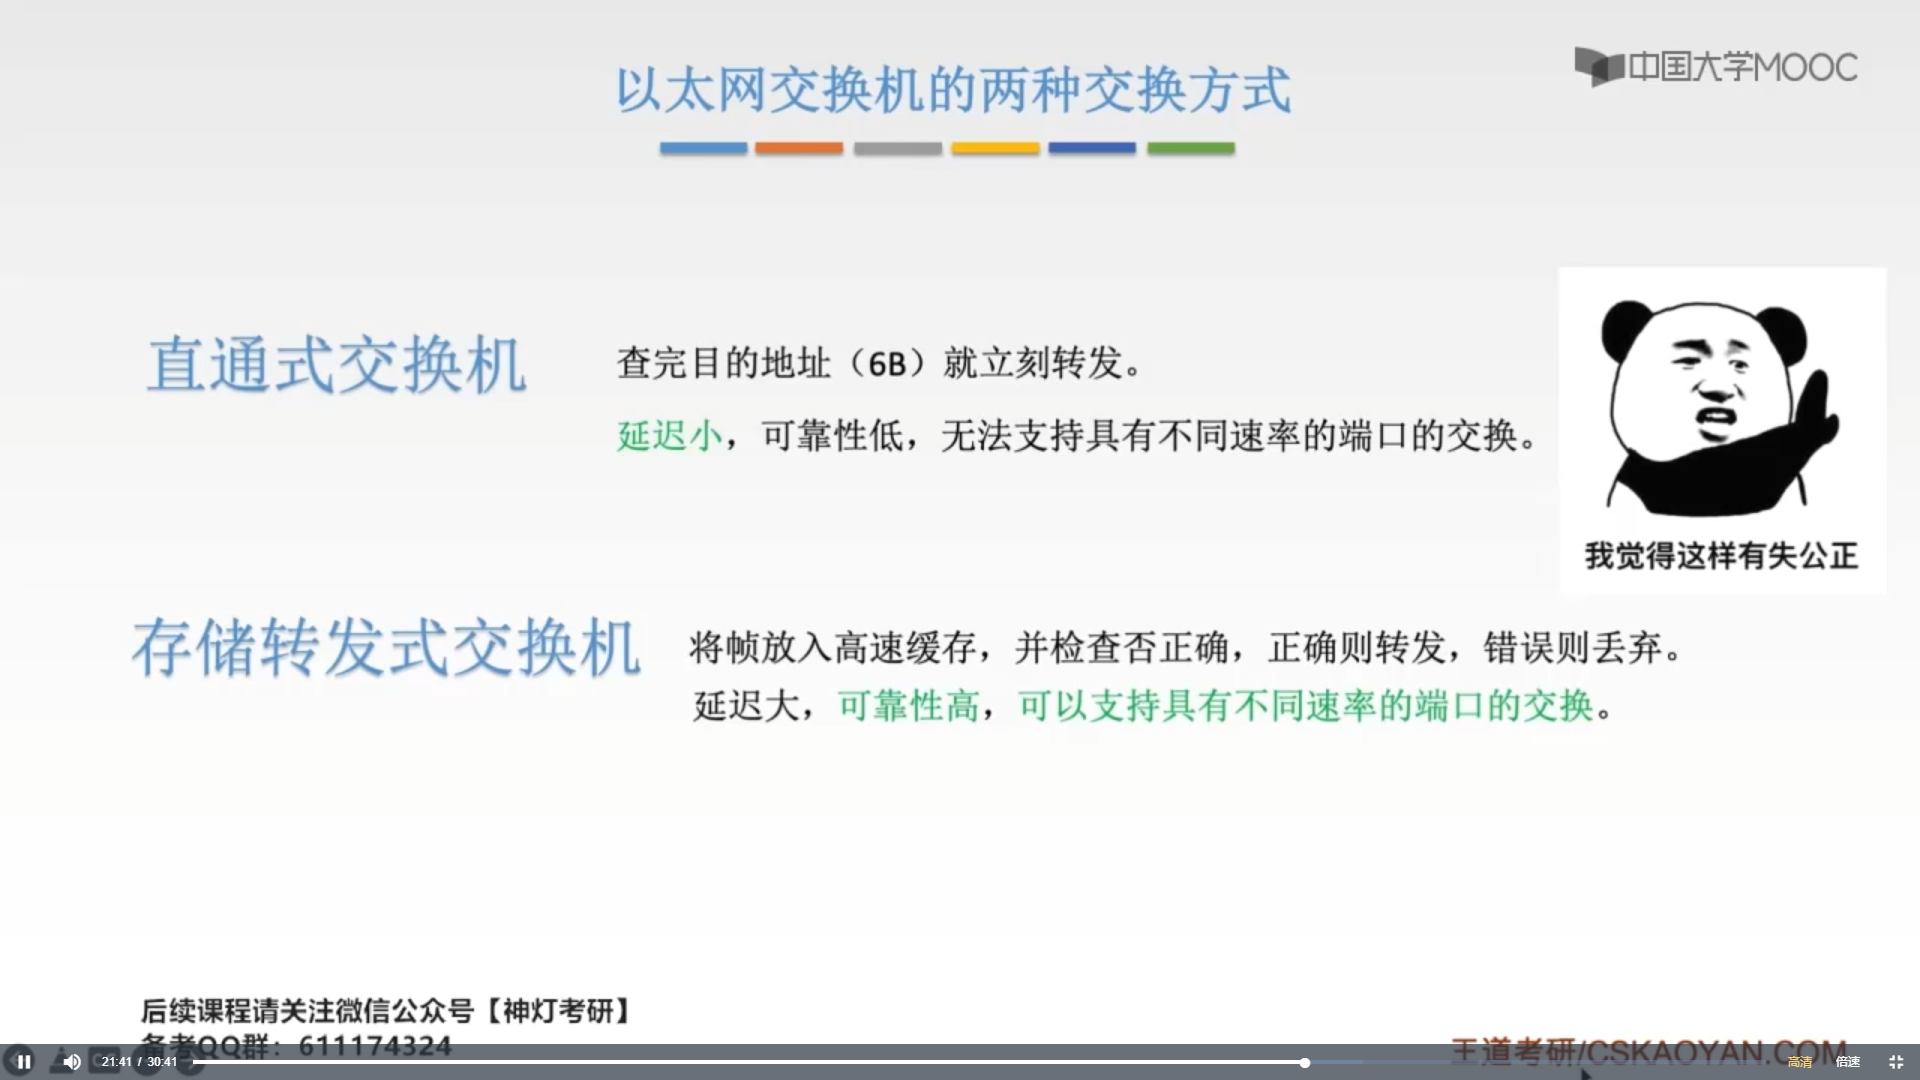 以太网交换机的两种交换方式
中国大学MOOC
直通式交换机
查完目的地址（6B）就立刻转发。
延迟小，可靠性低，无法支持具有不同速率的端口的交换。
我觉得这样有失公正
存储转发式交换机
将帧放入高速缓存，并检查否正确，正确则转发，错误则丢弃。
延迟大，可靠性高，可以支持具有不同速率的端口的交换。
后续课程请关注微信公众号【神灯考研】
备考QQ群：611174324
王道考研/CSKAOYAN.COM
21:41 / 30:41
高清
倍速